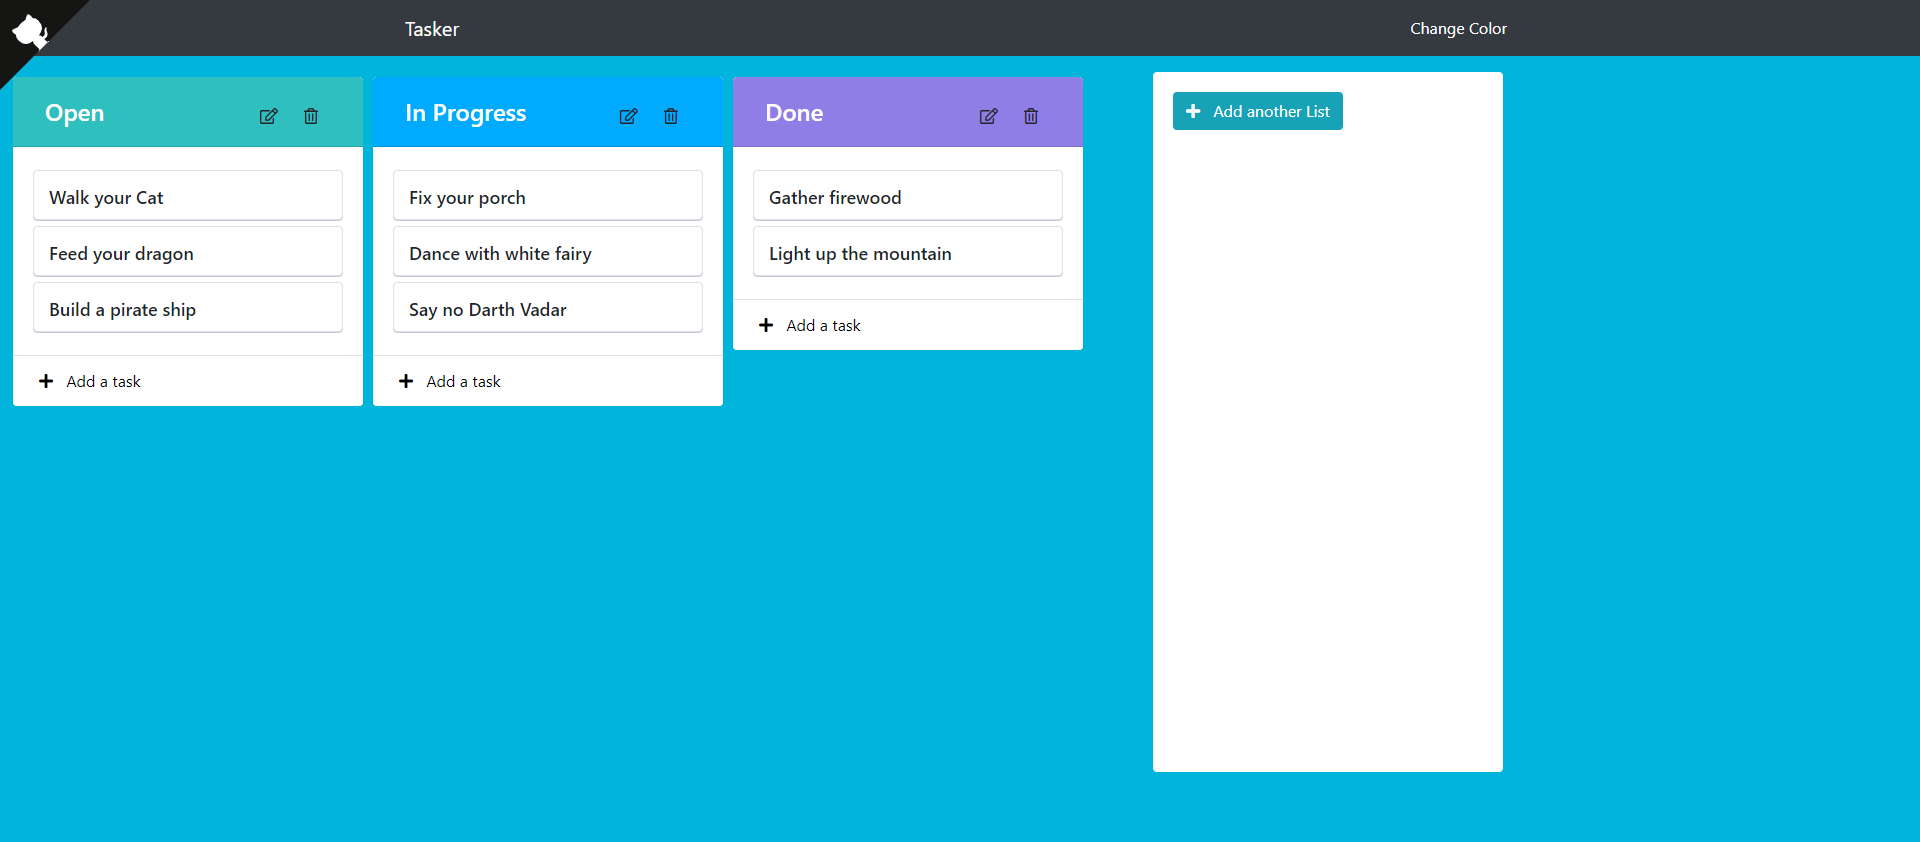 Tasker
Change Color
Open
Walk your Cat
Feed your dragon
Build a pirate ship
Add a task
In Progress
Fix your porch
Dance with white fairy
Say no Darth Vadar
Add a task
Done
Gather firewood
Light up the mountain
Add a task
Add another List